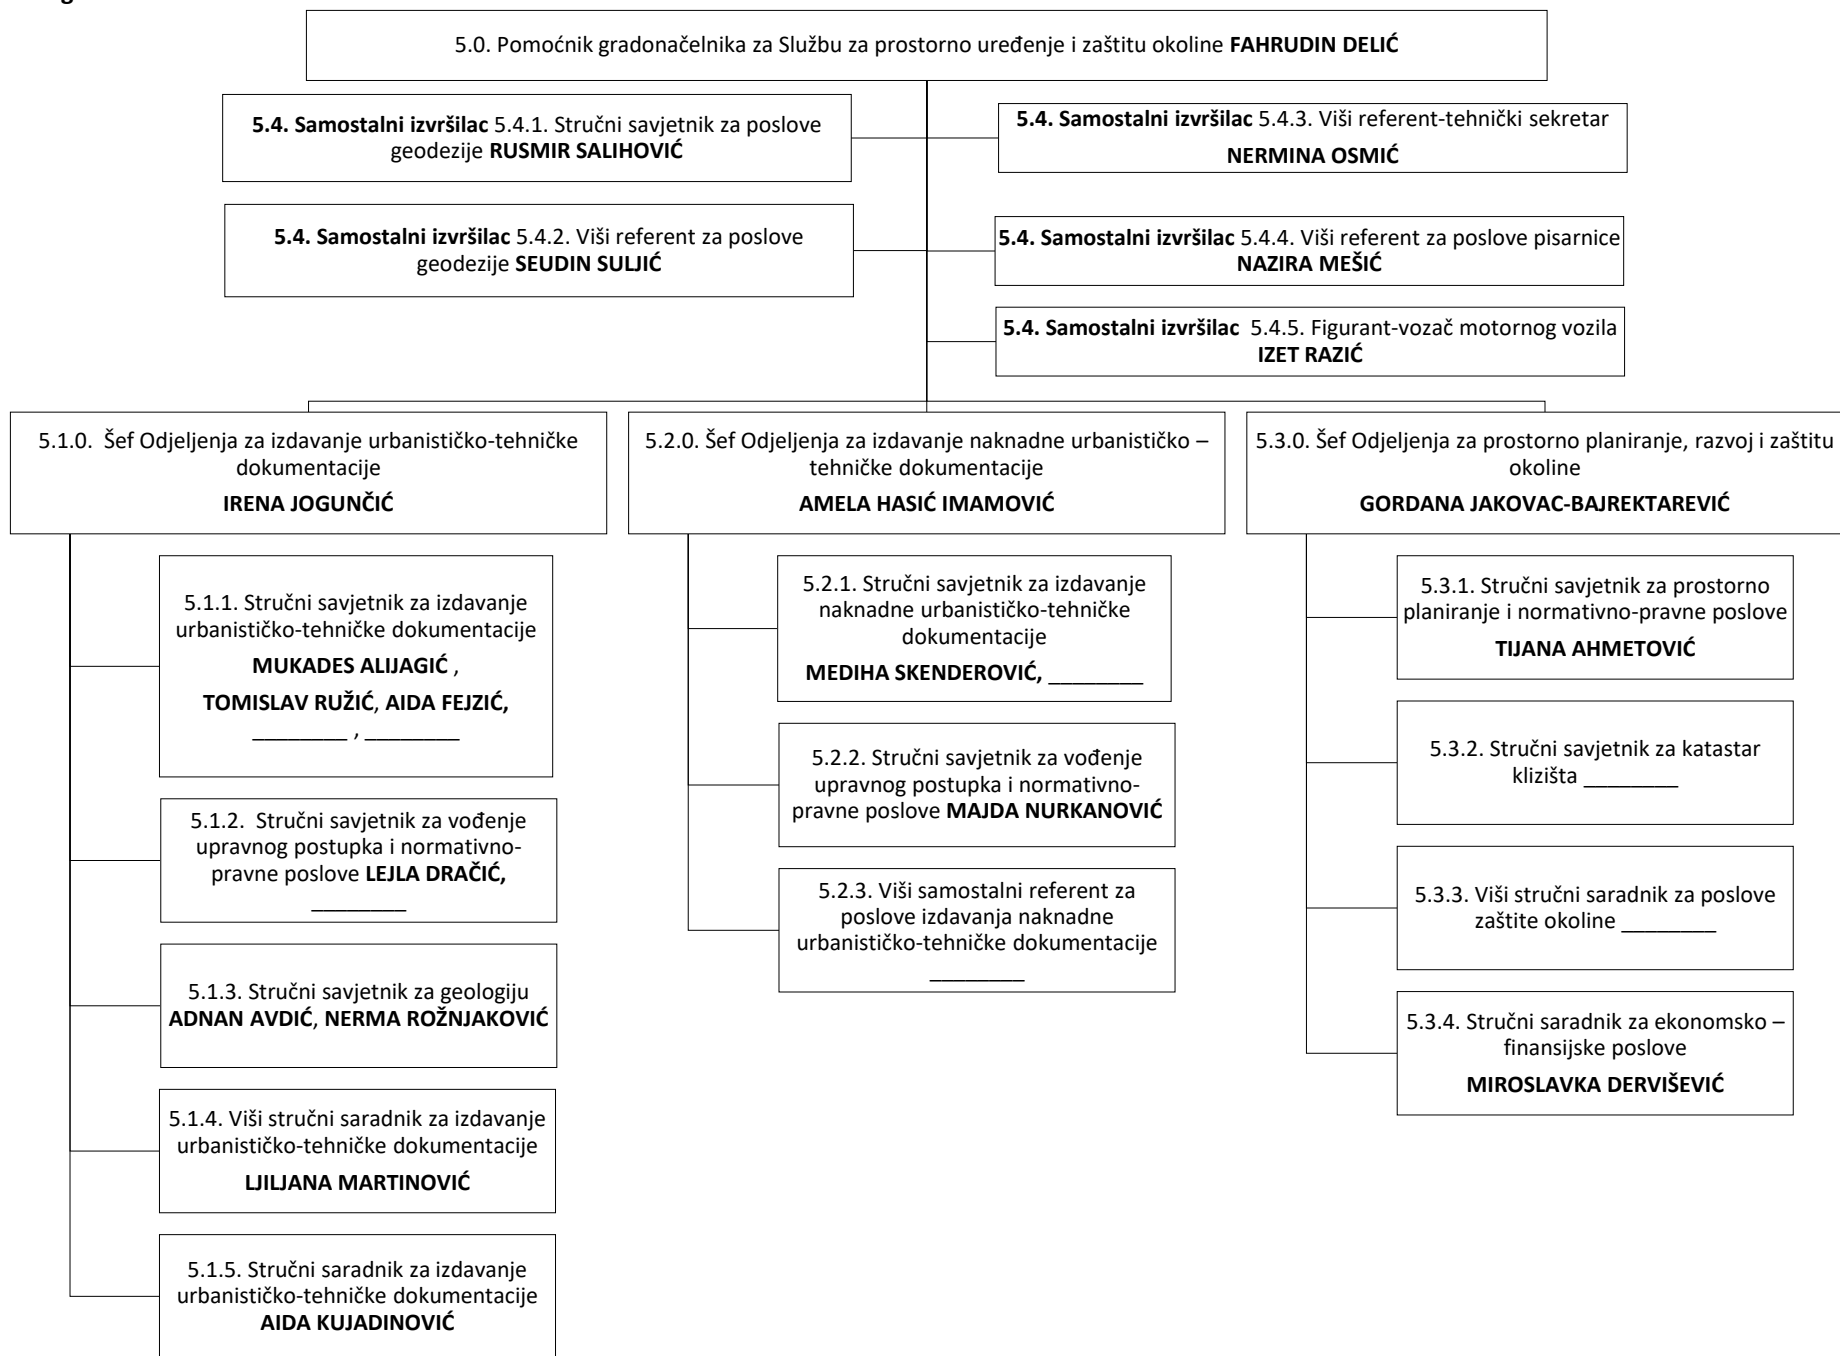 5.0. Pomoćnik gradonačelnika za Službu za prostorno uređenje i zaštitu okoline FAHRUDIN DELIĆ
5.4. Samostalni izvršilac 5.4.1. Stručni savjetnik za poslove
geodezije RUSMIR SALIHOVIĆ
5.4. Samostalni izvršilac 5.4.3. Viši referent-tehnički sekretar
NERMINA OSMIĆ
5.4. Samostalni izvršilac 5.4.2. Viši referent za poslove
geodezije SEUDIN SULJIĆ
5.4. Samostalni izvršilac 5.4.4. Viši referent za poslove pisarnice
NAZIRA MEŠIĆ
5.4. Samostalni izvršilac 5.4.5. Figurant-vozač motornog vozila
IZET RAZIĆ
5.1.0. Šef Odjeljenja za izdavanje urbanističko-tehničke
dokumentacije
IRENA JOGUNČIĆ
5.1.1. Stručni savjetnik za izdavanje
urbanističko-tehničke dokumentacije
MUKADES ALIJAGIĆ ,
TOMISLAV RUŽIĆ, AIDA FEJZIĆ,
________ , ________
5.1.2. Stručni savjetnik za vođenje
upravnog postupka i normativno-
pravne poslove LEJLA DRAČIĆ,
________
5.1.3. Stručni savjetnik za geologiju
ADNAN AVDIĆ, NERMA ROŽNJAKOVIĆ
5.1.4. Viši stručni saradnik za izdavanje
urbanističko-tehničke dokumentacije
LJILJANA MARTINOVIĆ
5.1.5. Stručni saradnik za izdavanje
urbanističko-tehničke dokumentacije
AIDA KUJADINOVIĆ
5.2.0. Šef Odjeljenja za izdavanje naknadne urbanističko –
tehničke dokumentacije
AMELA HASIĆ IMAMOVIĆ
5.2.1. Stručni savjetnik za izdavanje
naknadne urbanističko-tehničke
dokumentacije
MEDIHA SKENDEROVIĆ, ________
5.2.2. Stručni savjetnik za vođenje
upravnog postupka i normativno-
pravne poslove MAJDA NURKANOVIĆ
5.2.3. Viši samostalni referent za
poslove izdavanja naknadne
urbanističko-tehničke dokumentacije
________
5.3.0. Šef Odjeljenja za prostorno planiranje, razvoj i zaštitu
okoline
GORDANA JAKOVAC-BAJREKTAREVIĆ
5.3.1. Stručni savjetnik za prostorno
planiranje i normativno-pravne poslove
TIJANA AHMETOVIĆ
5.3.2. Stručni savjetnik za katastar
klizišta ________
5.3.3. Viši stručni saradnik za poslove
zaštite okoline ________
5.3.4. Stručni saradnik za ekonomsko –
finansijske poslove
MIROSLAVKA DERVIŠEVIĆ